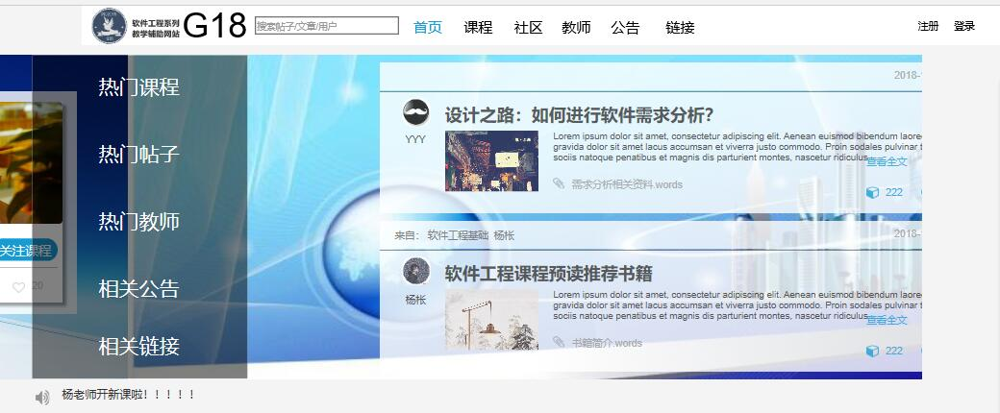 软件工程系列
教学辅助网站
G18
搜索帖子/文章/用户
首页 课程 社区 教师 公告 链接
注册 登录
热门课程
热门帖子
热门教师
相关公告
相关链接
关注课程
20
2018-
YYY
设计之路：如何进行软件需求分析?
Lorem ipsum dolor sit amet, consectetur adipiscing elit. Aenean euismod bibendum laore
gravida dolor sit amet lacus accumsan et viverra justo commodo. Proin sodales pulvinar t
sociis natoque penatibus et magnis dis parturient montes, nascetur ridiculus
查看全文
需求分析相关资料.words
222
来自： 软件工程基础 杨枨
2018-
杨枨
软件工程课程预读推荐书籍
Lorem ipsum dolor sit amet, consectetur adipiscing elit. Aenean euismod bibendum laore
gravida dolor sit amet lacus accumsan et viverra justo commodo. Proin sodales pulvinar t
sociis natoque penatibus et magnis dis parturient montes, nascetur ridiculus
查看全文
书籍简介.words
222
杨老师开新课啦！！！！！